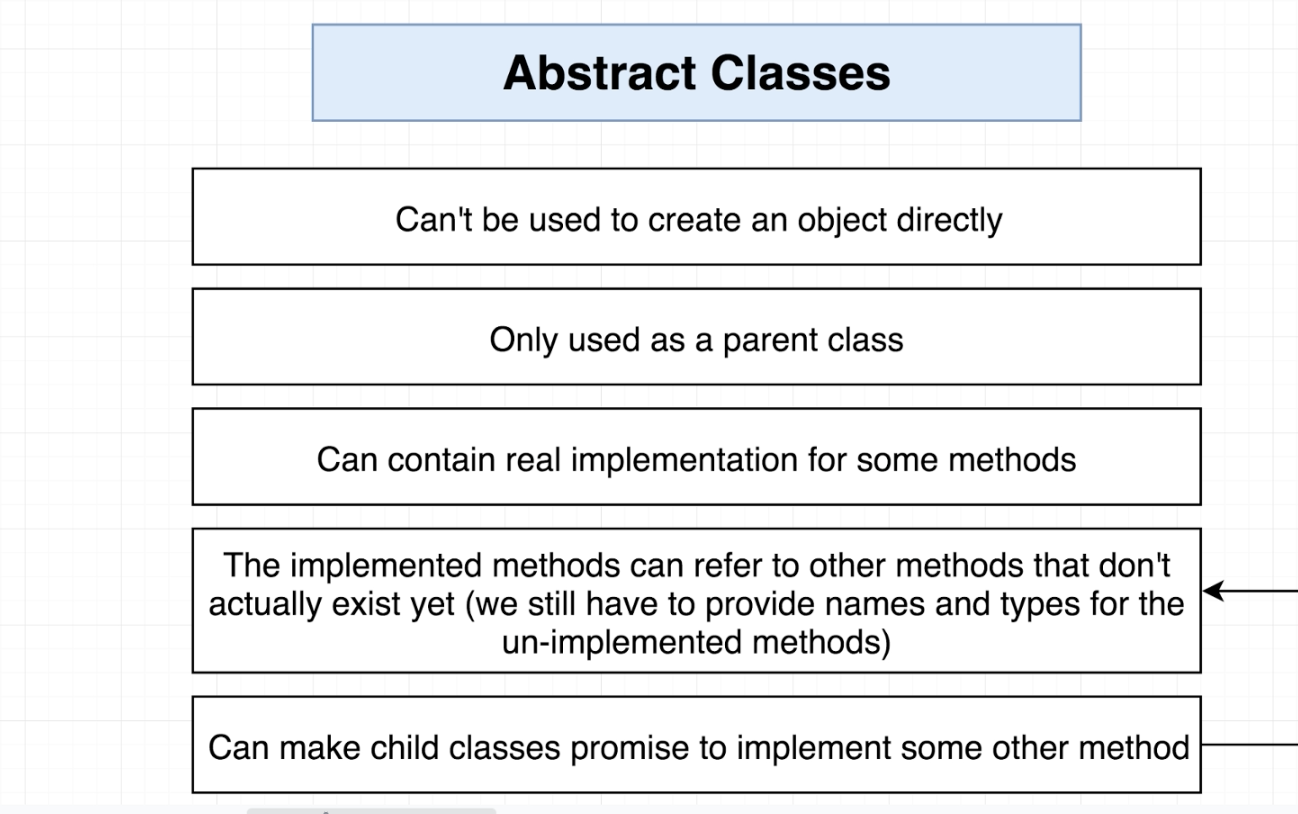 Abstract Classes
Can't be used to create an object directly
Only used as a parent class
Can contain real implementation for some methods
The implemented methods can refer to other methods that don't
actually exist yet (we still have to provide names and types for the
un-implemented methods)
Can make child classes promise to implement some other method